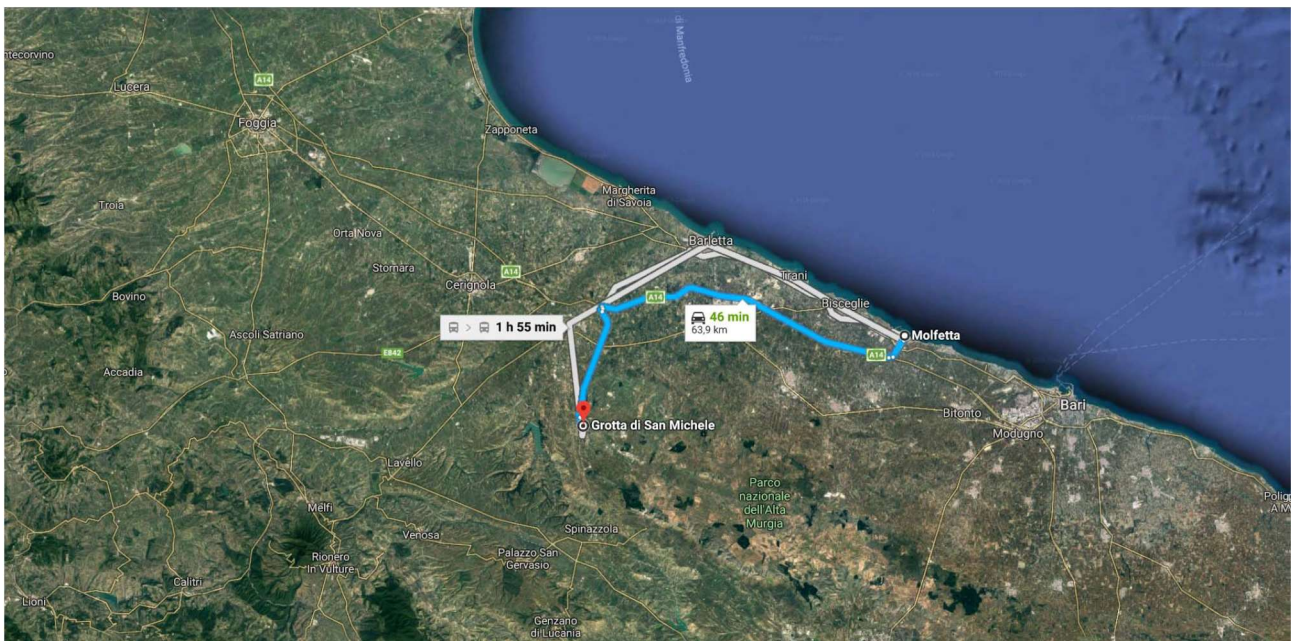 ntecorvino
Lucera
A14
Foggia
di Manfredonia
Zapponeta
Margherita
di Savoia
Troia
Orta Nova
Barletta
Stornara
Cerignola
A14
Trani
Bovino
A14
Bisceglie
46 min
63,9 km
1 h 55 min
Ascoli Satriano
Molfetta
E842
A14
Accadia
Bari
Bitonto
Grotta di San Michele
Modugno
Lavello
Parco
nazionale
dell'Alta
Murgia
Melfi
Polig
A M
Venosa
Spinazzola
Rionero
In Vulture
Palazzo San
Gervasio
Calitri
Lioni
Genzano
di Lucania